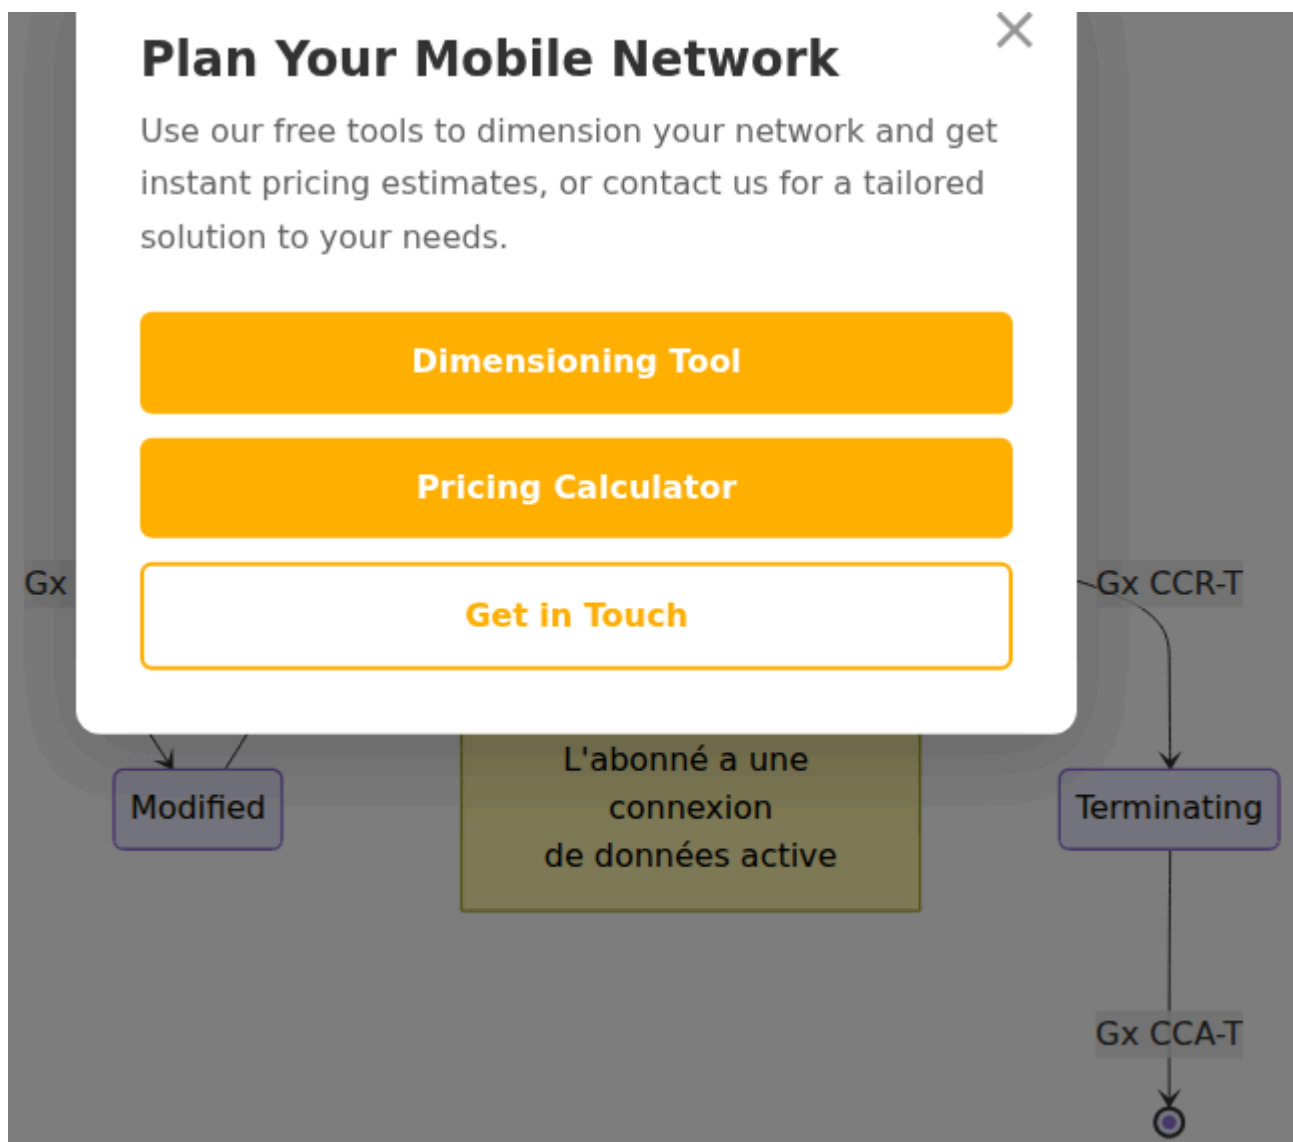 Plan Your Mobile Network
Use our free tools to dimension your network and get
instant pricing estimates, or contact us for a tailored
solution to your needs.
Dimensioning Tool
Pricing Calculator
Gx
Gx CCR-T
Get in Touch
L'abonné a une
connexion
de données active
Modified
Terminating
Gx CCA-T